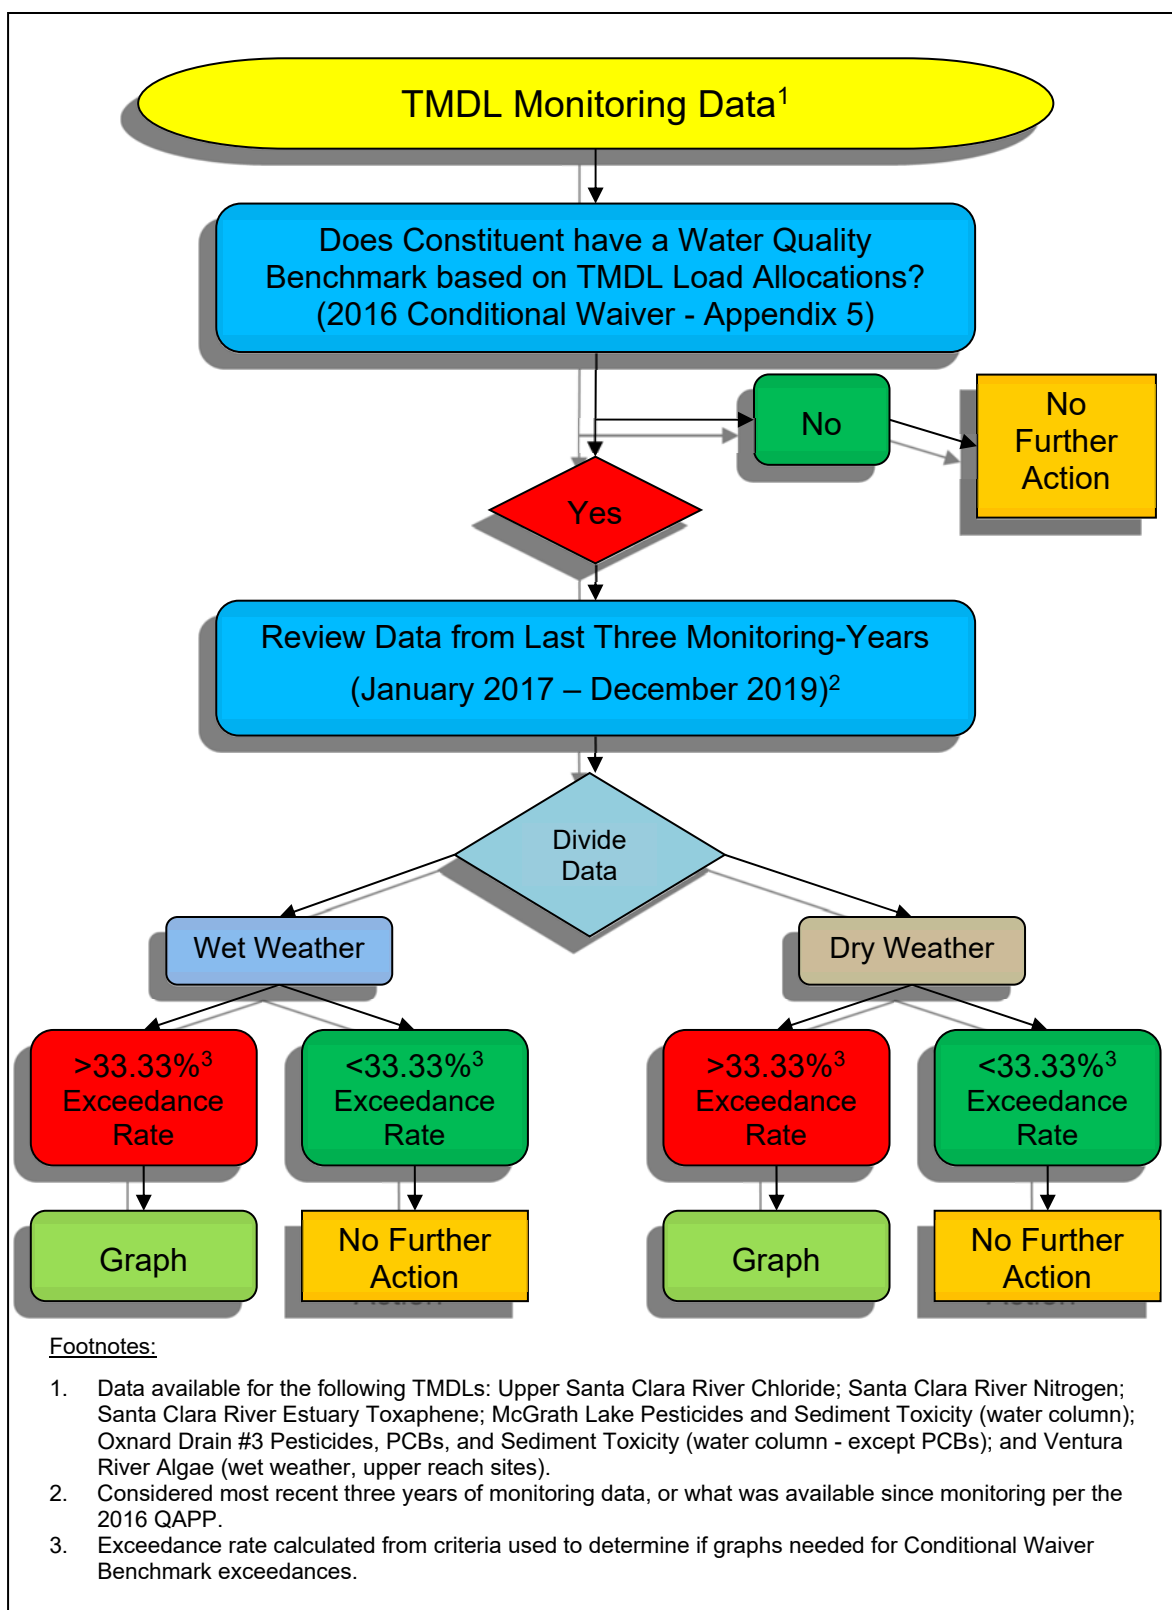 TMDL Monitoring Data1
Does Constituent have a Water Quality
Benchmark based on TMDL Load Allocations?
(2016 Conditional Waiver - Appendix 5)
No
No
Further
Action
Yes
Review Data from Last Three Monitoring-Years
(January 2017 – December 2019)2
Divide
Data
Wet Weather
Dry Weather
>33.33%3
Exceedance
Rate
<33.33%3
Exceedance
Rate
>33.33%3
Exceedance
Rate
<33.33%3
Exceedance
Rate
Graph
No Further
Action
Graph
No Further
Action
Footnotes:
1. Data available for the following TMDLs: Upper Santa Clara River Chloride; Santa Clara River Nitrogen;
Santa Clara River Estuary Toxaphene; McGrath Lake Pesticides and Sediment Toxicity (water column);
Oxnard Drain #3 Pesticides, PCBs, and Sediment Toxicity (water column - except PCBs); and Ventura
River Algae (wet weather, upper reach sites).
2. Considered most recent three years of monitoring data, or what was available since monitoring per the
2016 QAPP.
3. Exceedance rate calculated from criteria used to determine if graphs needed for Conditional Waiver
Benchmark exceedances.